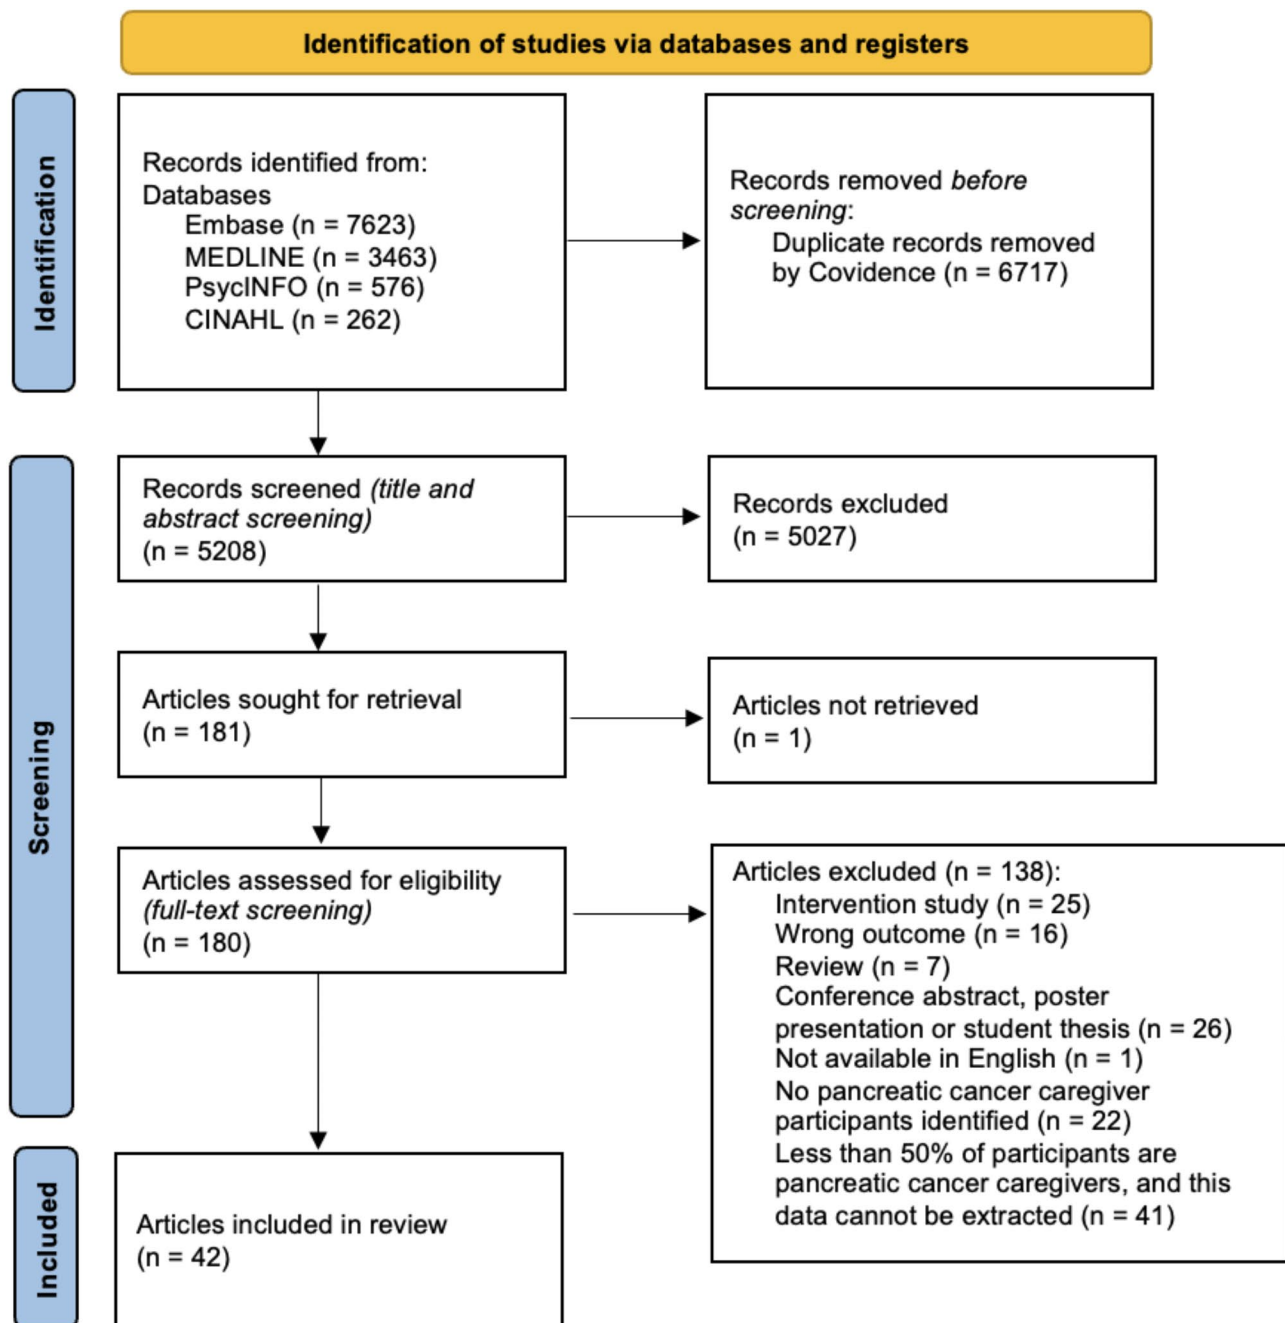 Identification of studies via databases and registers
Identification
Records identified from:
Databases
Embase (n = 7623)
MEDLINE (n = 3463)
PsycINFO (n = 576)
CINAHL (n = 262)
Records removed before
screening:
Duplicate records removed
by Covidence (n = 6717)
Screening
Records screened (title and
abstract screening)
(n = 5208)
Records excluded
(n = 5027)
Articles sought for retrieval
(n = 181)
Articles not retrieved
(n = 1)
Articles assessed for eligibility
(full-text screening)
(n = 180)
Articles excluded (n = 138):
Intervention study (n = 25)
Wrong outcome (n = 16)
Review (n = 7)
Conference abstract, poster
presentation or student thesis (n = 26)
Not available in English (n = 1)
No pancreatic cancer caregiver
participants identified (n = 22)
Less than 50% of participants are
pancreatic cancer caregivers, and this
data cannot be extracted (n = 41)
Included
Articles included in review
(n = 42)